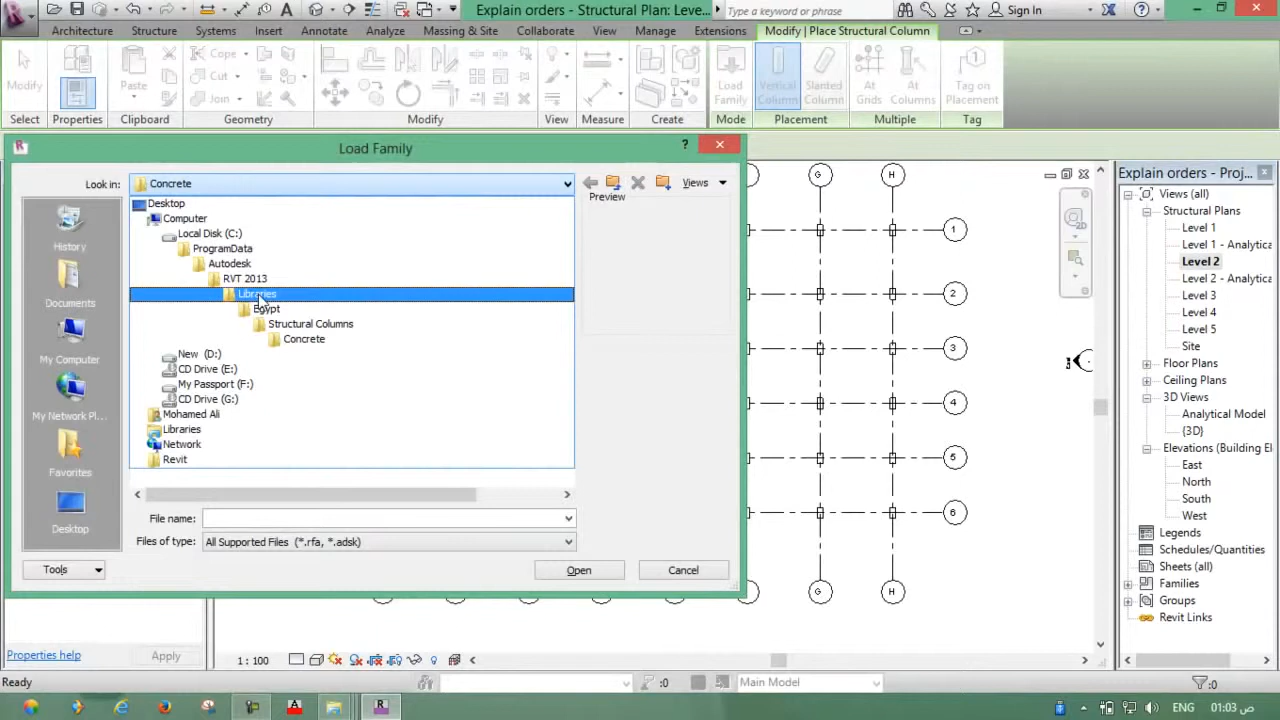 Explain orders - Structural Plan: Leve...
Type a keyword or phrase
Sign In
Architecture
Structure
Systems
Insert
Annotate
Analyze
Massing & Site
Collaborate
View
Manage
Extensions
Modify | Place Structural Column
Modify
Paste
Cope
Cut
Join
Load Family
Vertical Column
Slanted Column
At Grids
At Columns
Tag on Placement
Select
Properties
Clipboard
Geometry
Modify
View
Measure
Create
Mode
Placement
Multiple
Tag
Load Family
?
Look in:
Concrete
Views
Preview
Desktop
Computer
Local Disk (C:)
ProgramData
Autodesk
RVT 2013
Libraries
Egypt
Structural Columns
Concrete
New (D:)
CD Drive (E:)
My Passport (F:)
CD Drive (G:)
Mohamed Ali
Libraries
Network
Revit
History
Documents
My Computer
My Network Pl...
Favorites
Desktop
File name:
Files of type:
All Supported Files (*.rfa, *.adsk)
Tools
Open
Cancel
G
H
1
2
3
4
5
6
G
H
Explain orders - Proj...
Views (all)
Structural Plans
Level 1
Level 1 - Analytica
Level 2
Level 2 - Analytica
Level 3
Level 4
Level 5
Site
Floor Plans
Ceiling Plans
3D Views
Analytical Model
{3D}
Elevations (Building El
East
North
South
West
Legends
Schedules/Quantities
Sheets (all)
Families
Groups
Revit Links
Properties help
Apply
1 : 100
Ready
:0
Main Model
:0
ENG
01:03 ص